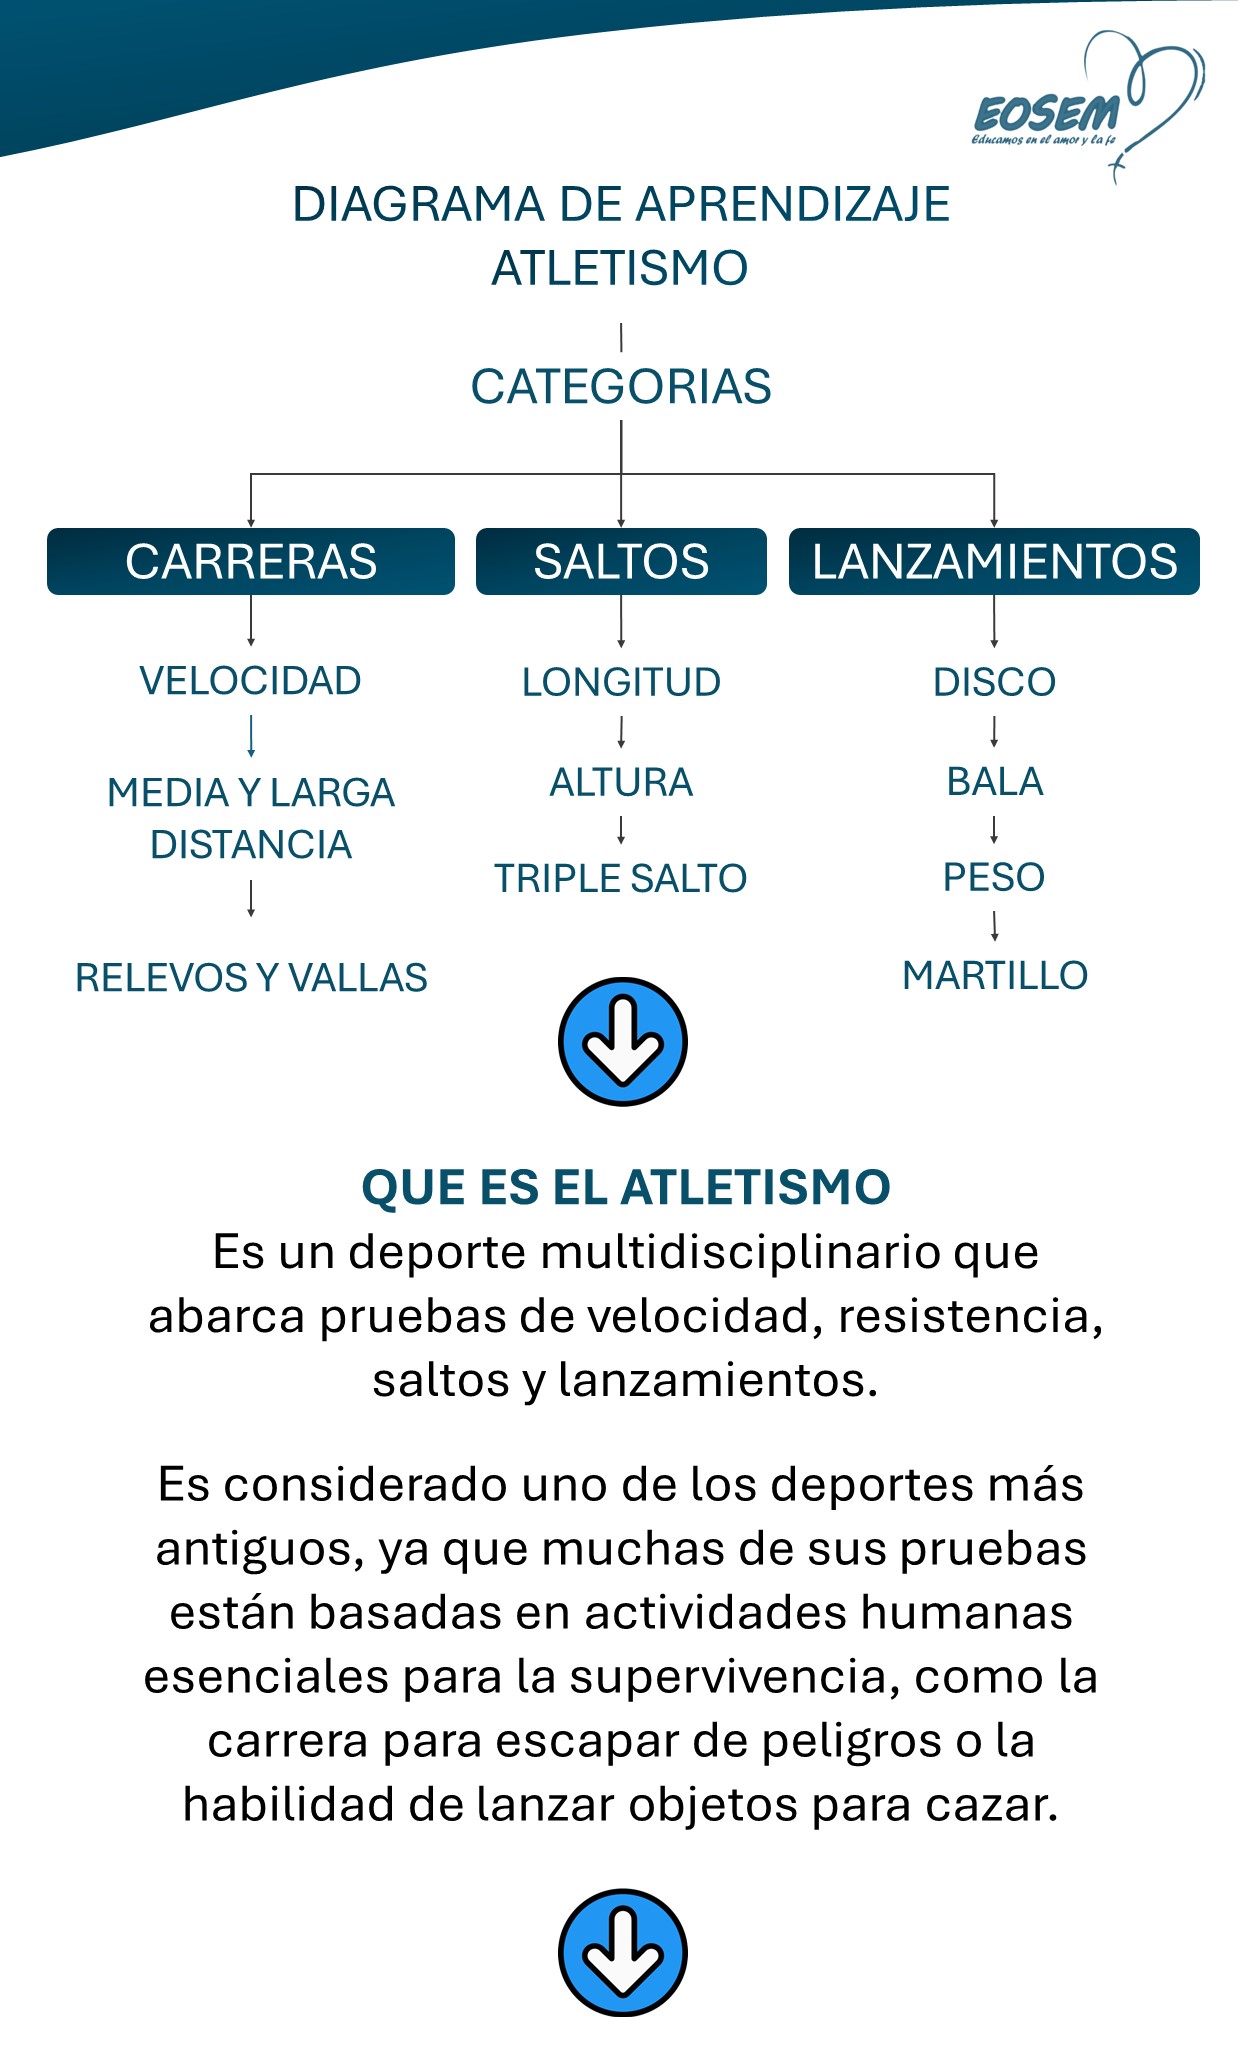 EOSEM
Educamos en el amor y la fe
DIAGRAMA DE APRENDIZAJE
ATLETISMO
CATEGORIAS
CARRERAS
VELOCIDAD
MEDIA Y LARGA
DISTANCIA
RELEVOS Y VALLAS
SALTOS
LONGITUD
ALTURA
TRIPLE SALTO
LANZAMIENTOS
DISCO
BALA
PESO
MARTILLO
QUE ES EL ATLETISMO
Es un deporte multidisciplinario que
abarca pruebas de velocidad, resistencia,
saltos y lanzamientos.
Es considerado uno de los deportes más
antiguos, ya que muchas de sus pruebas
están basadas en actividades humanas
esenciales para la supervivencia, como la
carrera para escapar de peligros o la
habilidad de lanzar objetos para cazar.